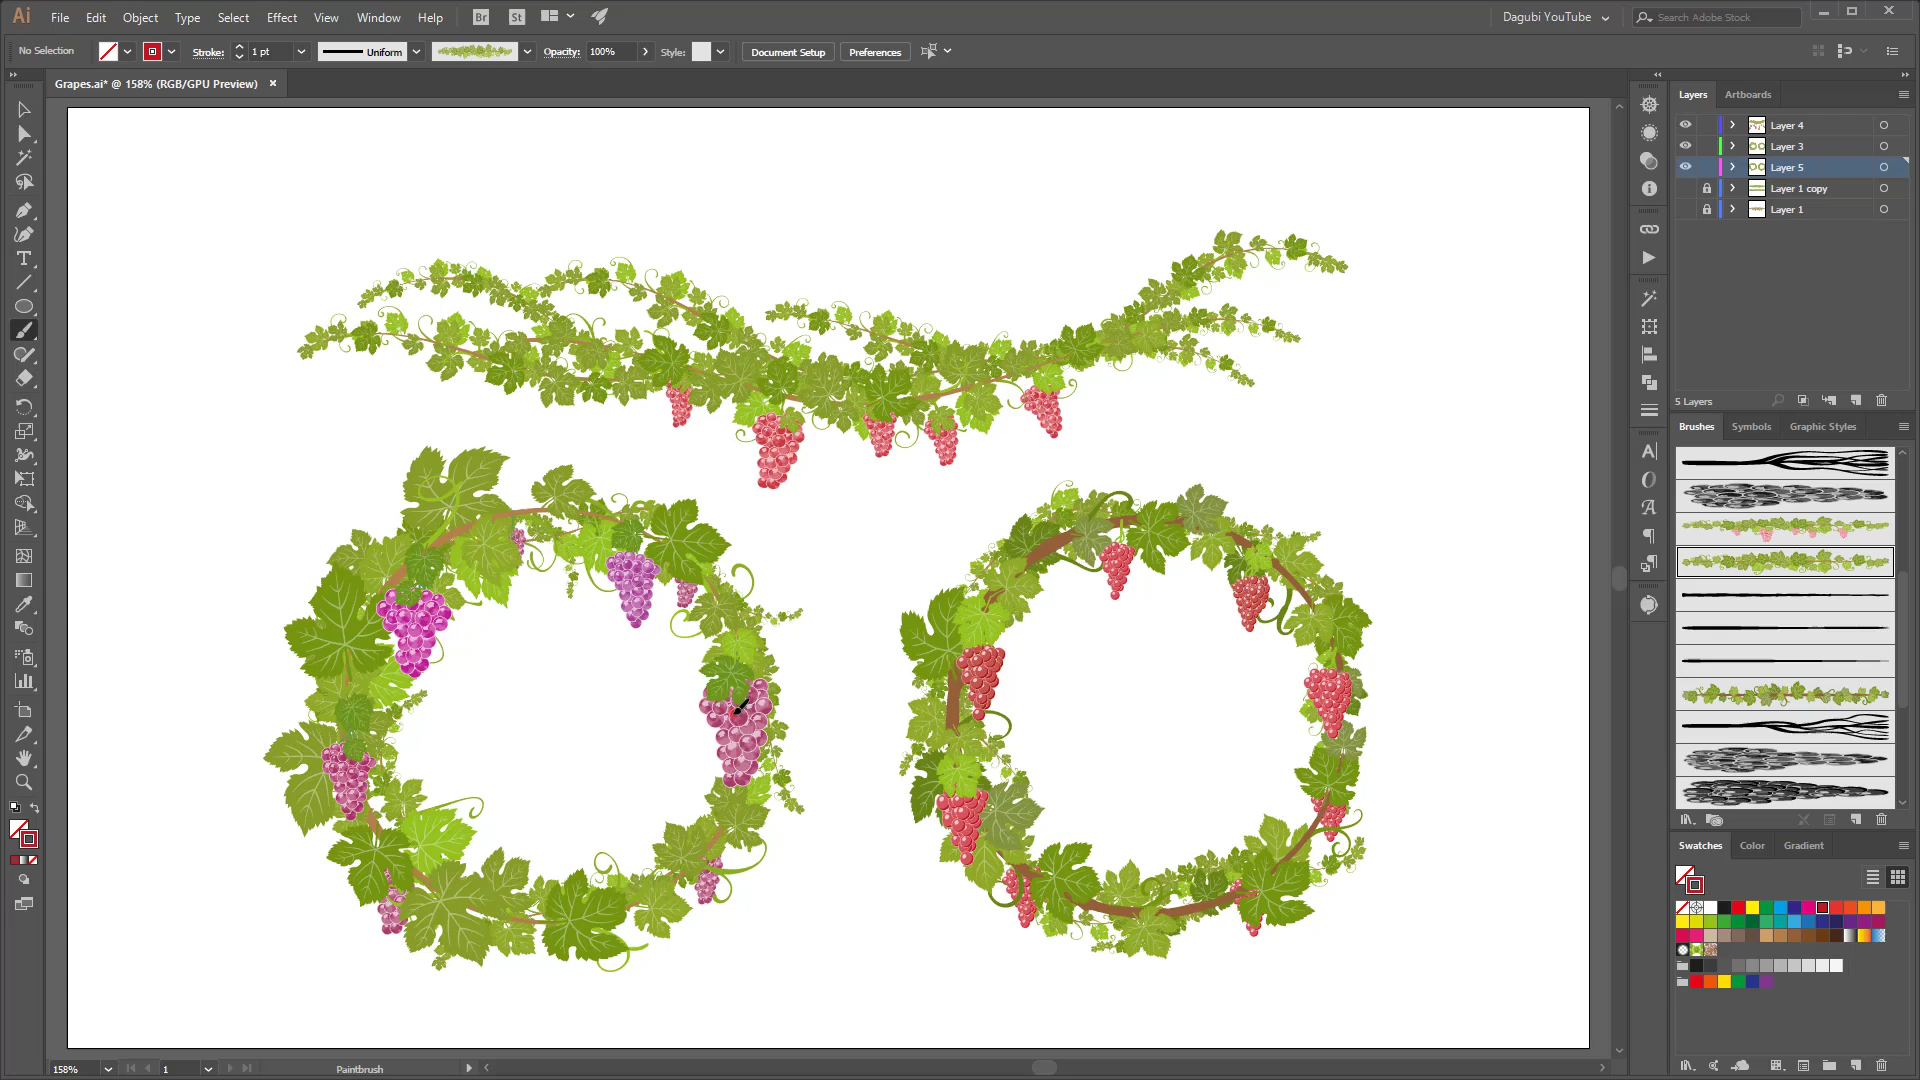 Ai File Edit Object Type Select Effect View Window Help Br St Dagubi YouTube Search Adobe Stock
No Selection Stroke: 1 pt Uniform Opacity: 100% Style: Document Setup Preferences
Grapes.ai* @ 158% (RGB/GPU Preview)
Layers Artboards
Layer 4
Layer 3
Layer 5
Layer 1 copy
Layer 1
5 Layers
Brushes Symbols Graphic Styles
Swatches Color Gradient
158% 1 Paintbrush